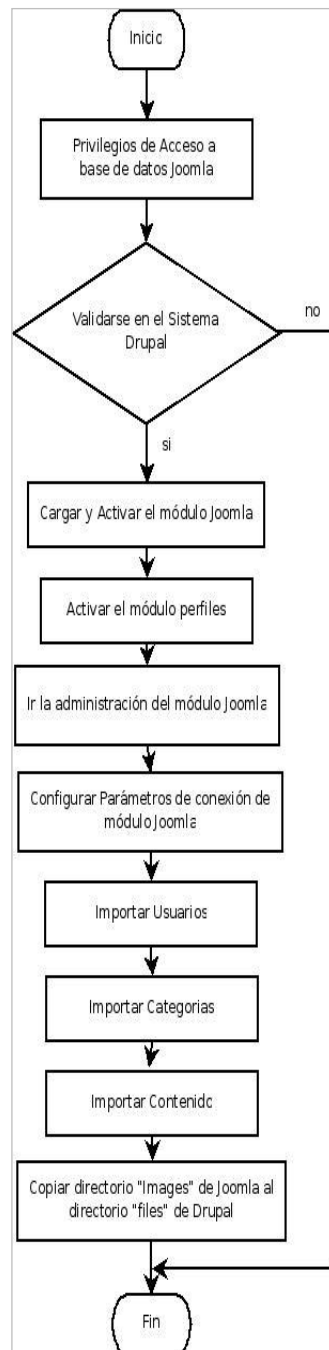 Inicio
Privilegios de Acceso a
base de datos Joomla
Validarse en el Sistema
Drupal
no
si
Cargar y Activar el módulo Joomla
Activar el módulo perfiles
Ir la administración del módulo Joomla
Configurar Parámetros de conexión de
módulo Joomla
Importar Usuarios
Importar Categorias
Importar Contenido
Copiar directorio "Images" de Joomla al
directorio "files" de Drupal
Fin